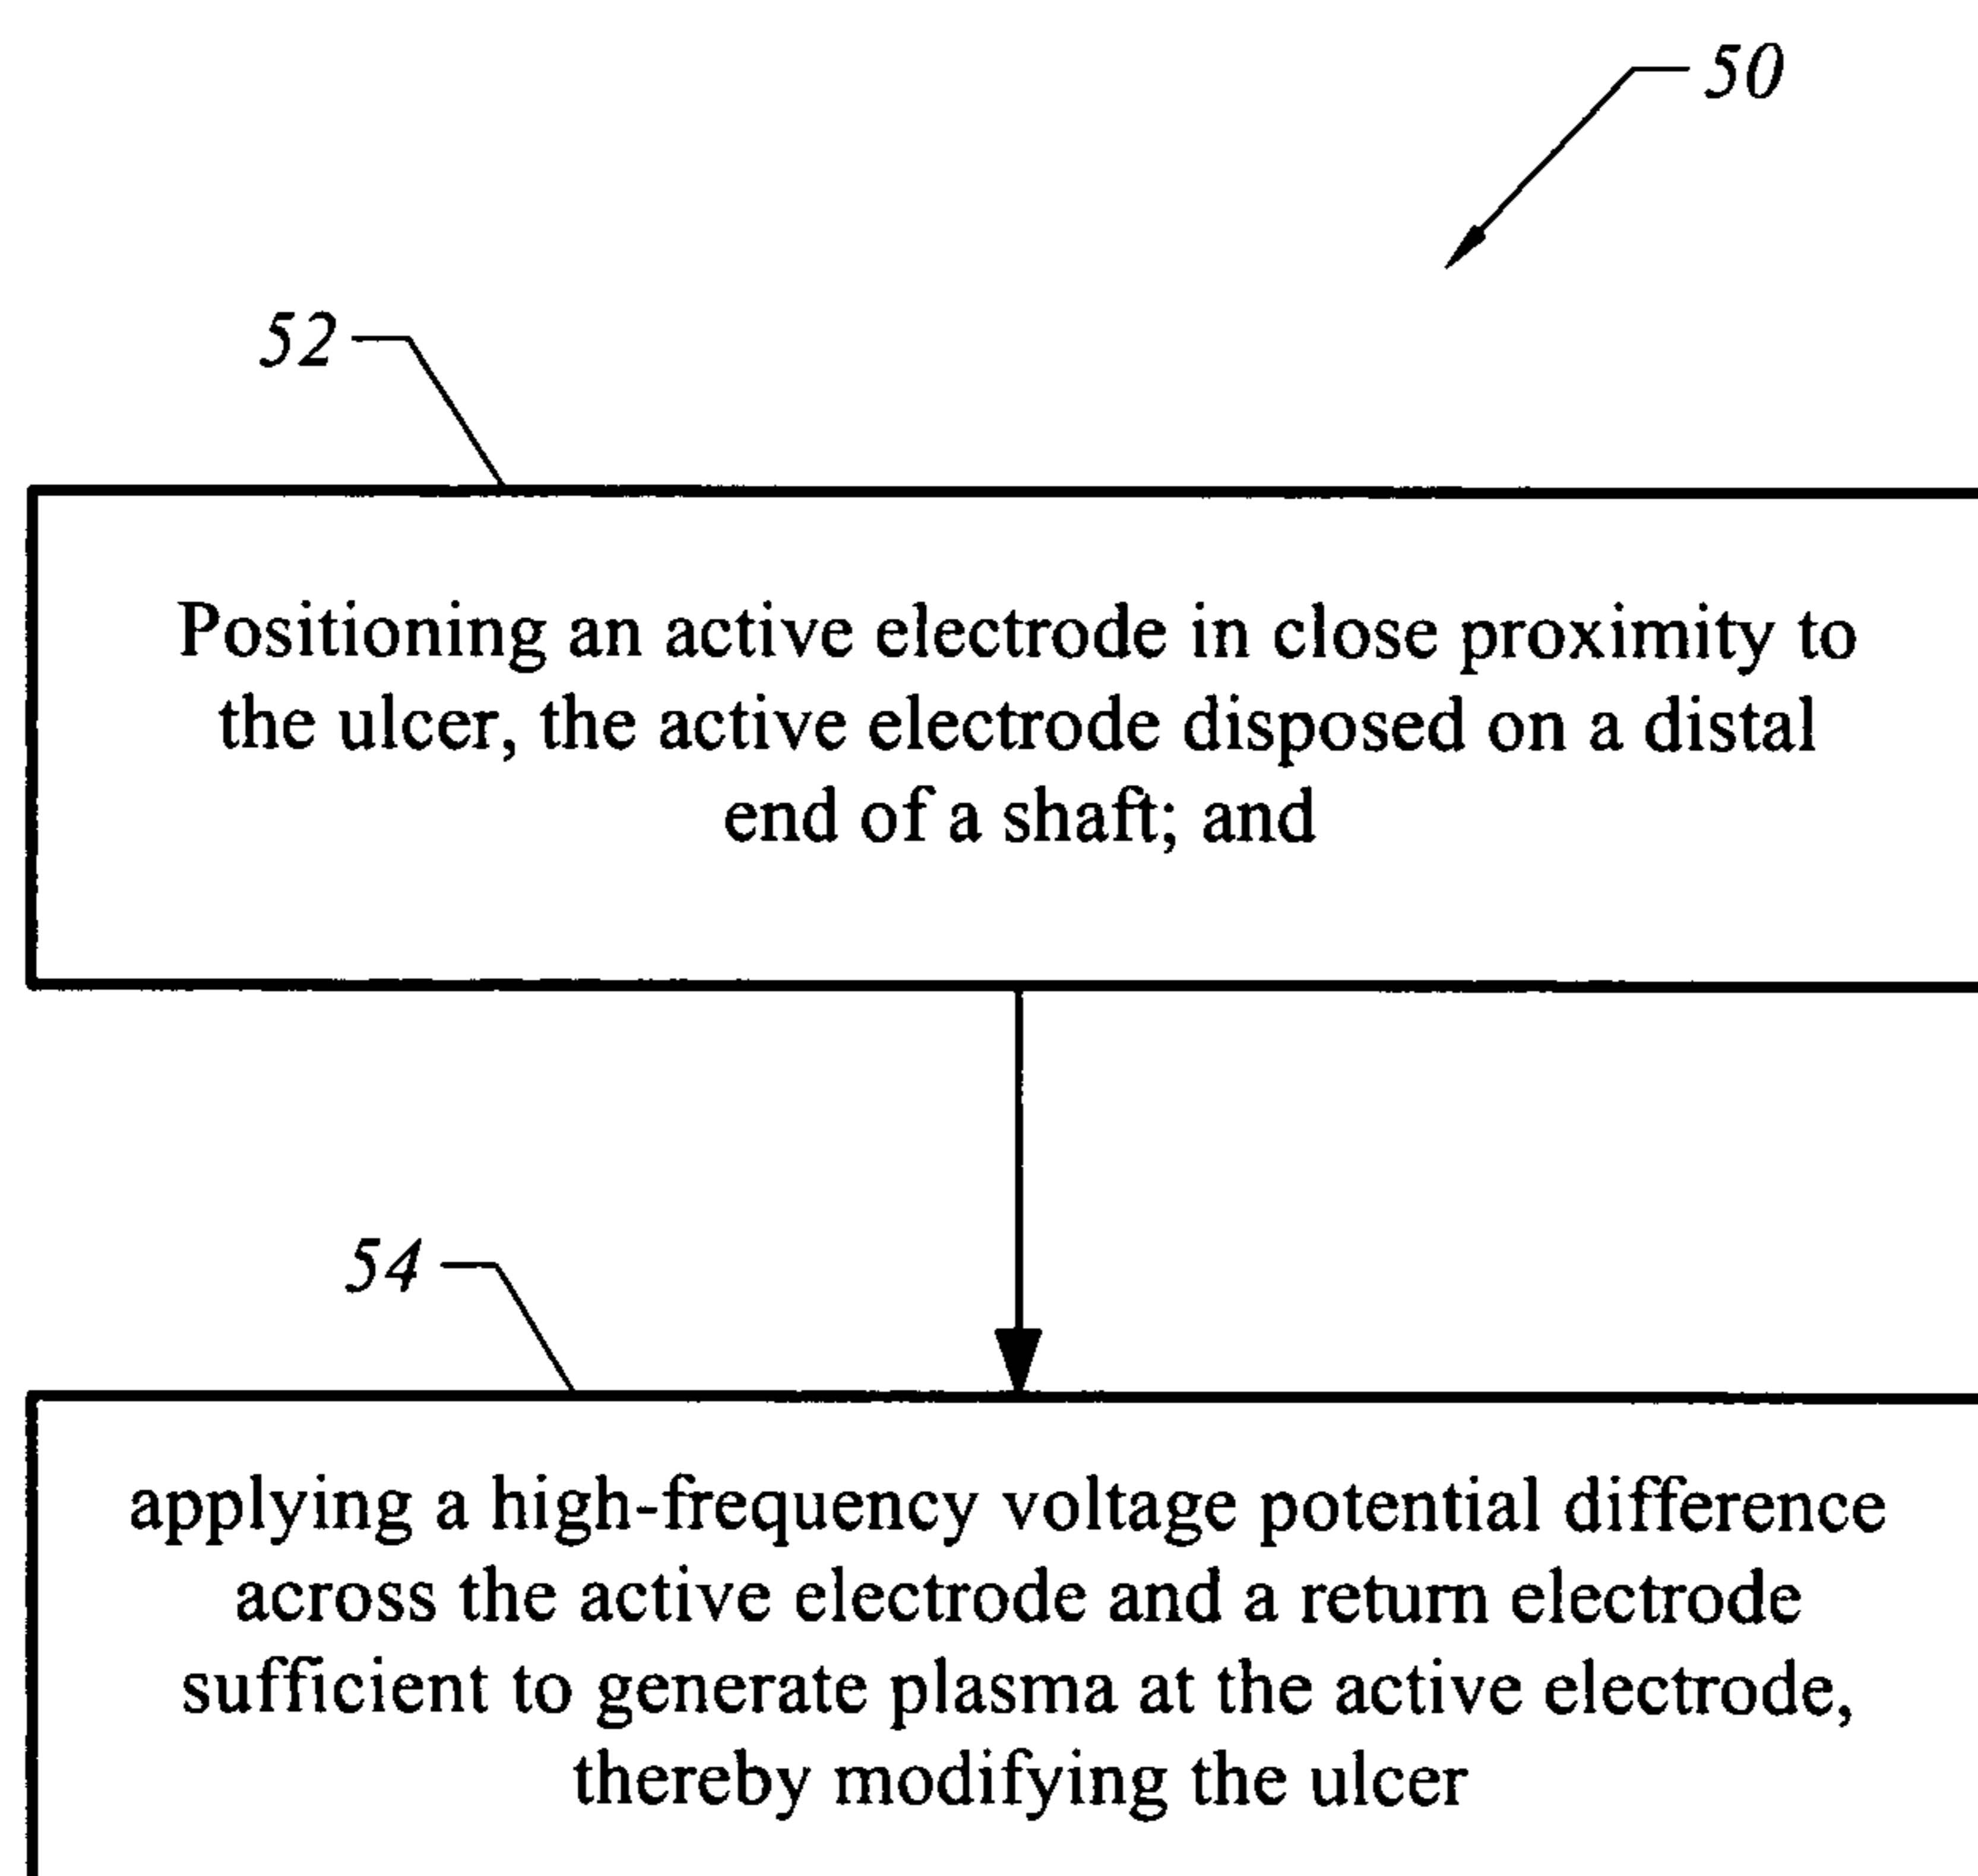 50
52
Positioning an active electrode in close proximity to
the ulcer, the active electrode disposed on a distal
end of a shaft; and
54
applying a high-frequency voltage potential difference
across the active electrode and a return electrode
sufficient to generate plasma at the active electrode,
thereby modifying the ulcer